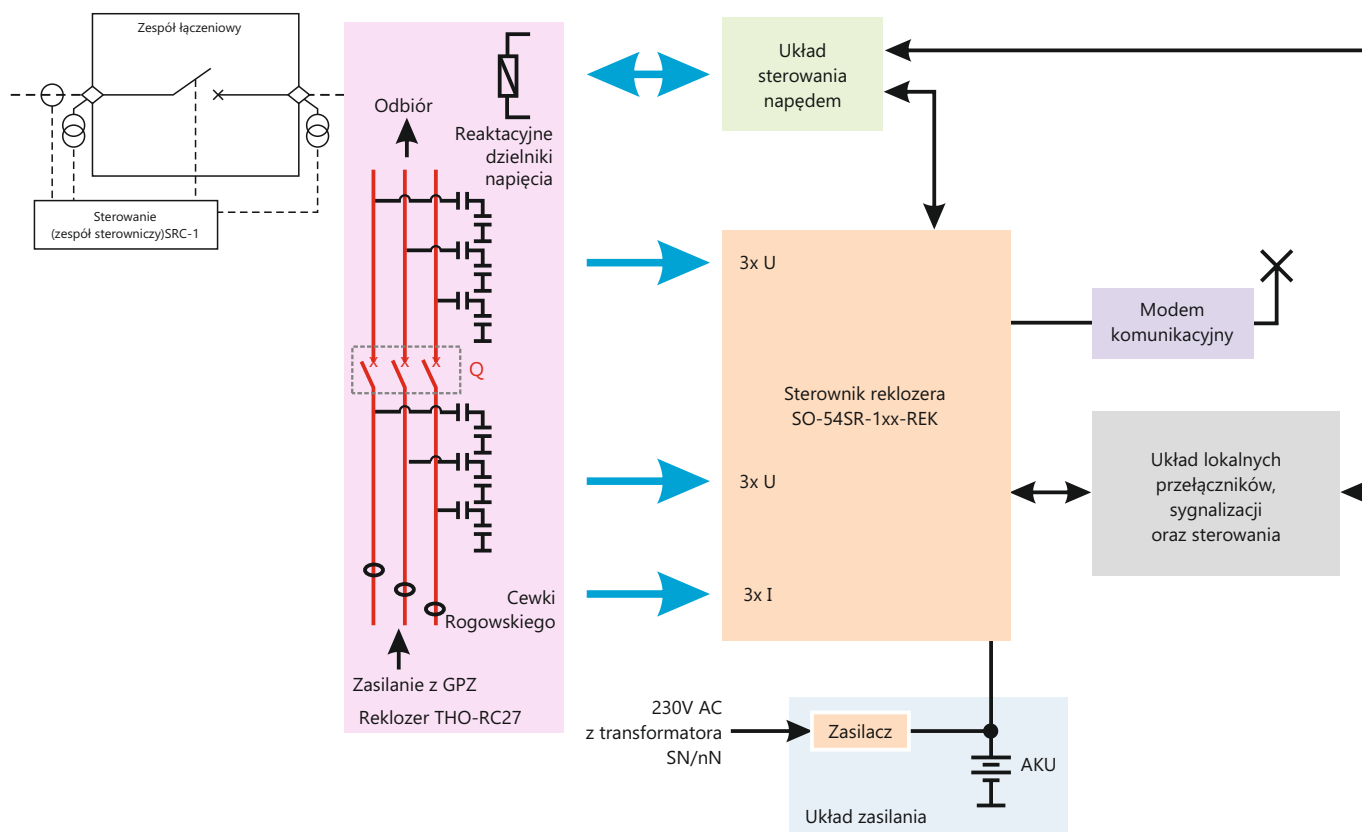 Zespół łączeniowy
Sterowanie
(zespół sterowniczy)SRC-1
Odbiór
Reaktacyjne
dzielniki
napięcia
Q
Cewki
Rogowskiego
Zasilanie z GPZ
Reklozer THO-RC27
Układ
sterowania
napędem
3x U
Sterownik reklozera
SO-54SR-1xx-REK
3x U
3x I
Modem
komunikacyjny
Układ lokalnych
przełączników,
sygnalizacji
oraz sterowania
230V AC
z transformatora
SN/nN
Zasilacz
AKU
Układ zasilania